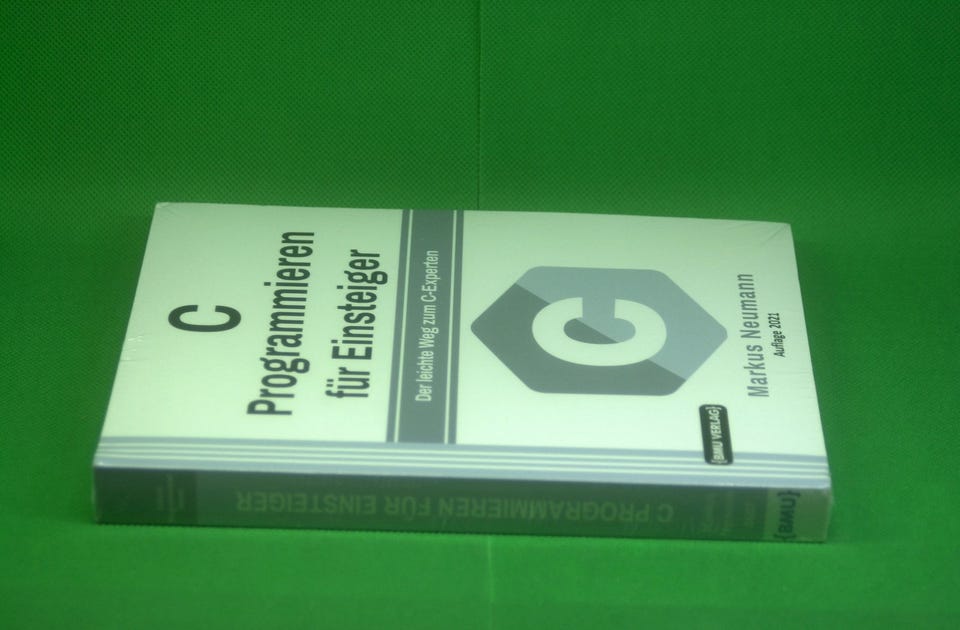 C
Programmieren
für Einsteiger
Der leichte Weg zum C-Experten
C
Markus Neumann
Auflage 2021
{BMU VERLAG}
C PROGRAMMIEREN FÜR EINSTEIGER
{BMU}